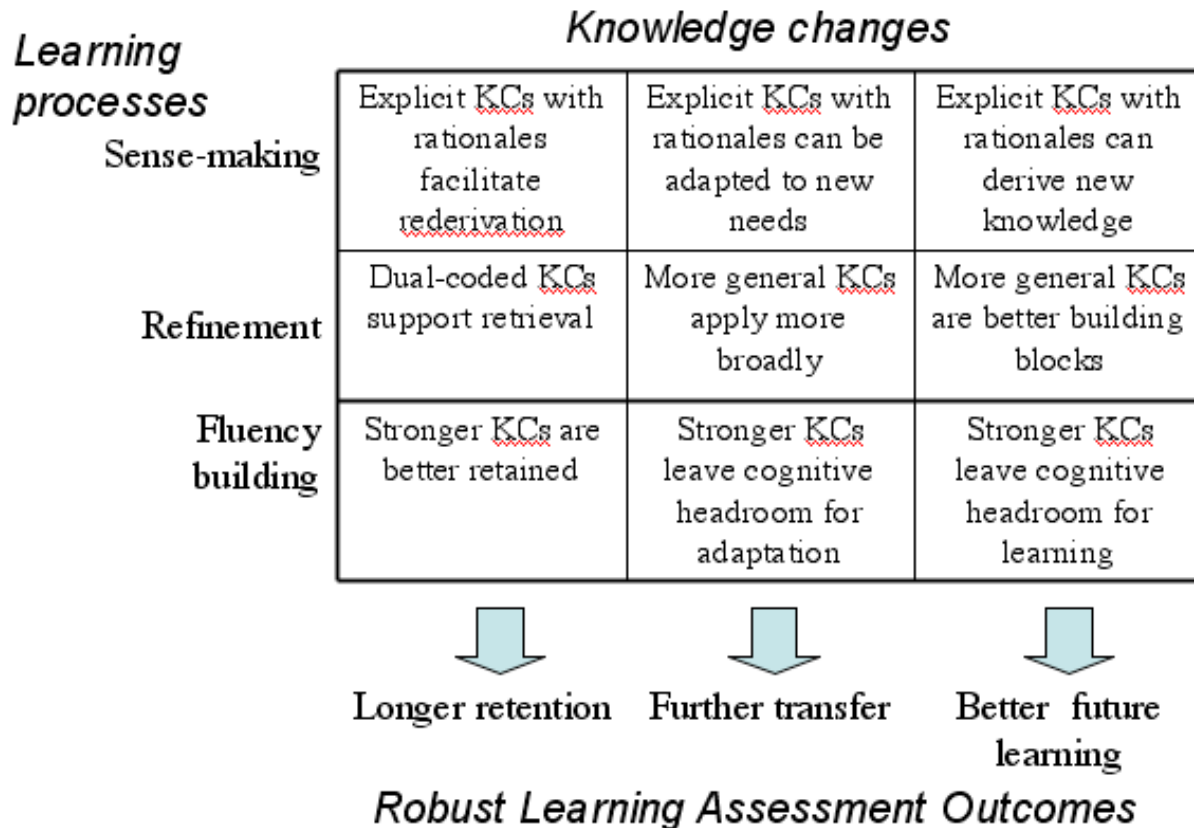 Knowledge changes
Learning
processes
Sense-making
Explicit KCs with
rationales
facilitate
rederivation
Explicit KCs with
rationales can be
adapted to new
needs
Explicit KCs with
rationales can
derive new
knowledge
Refinement
Dual-coded KCs
support retrieval
More general KCs
apply more
broadly
More general KCs
are better building
blocks
Fluency
building
Stronger KCs are
better retained
Stronger KCs
leave cognitive
headroom for
adaptation
Stronger KCs
leave cognitive
headroom for
learning
Longer retention
Further transfer
Better future
learning
Robust Learning Assessment Outcomes